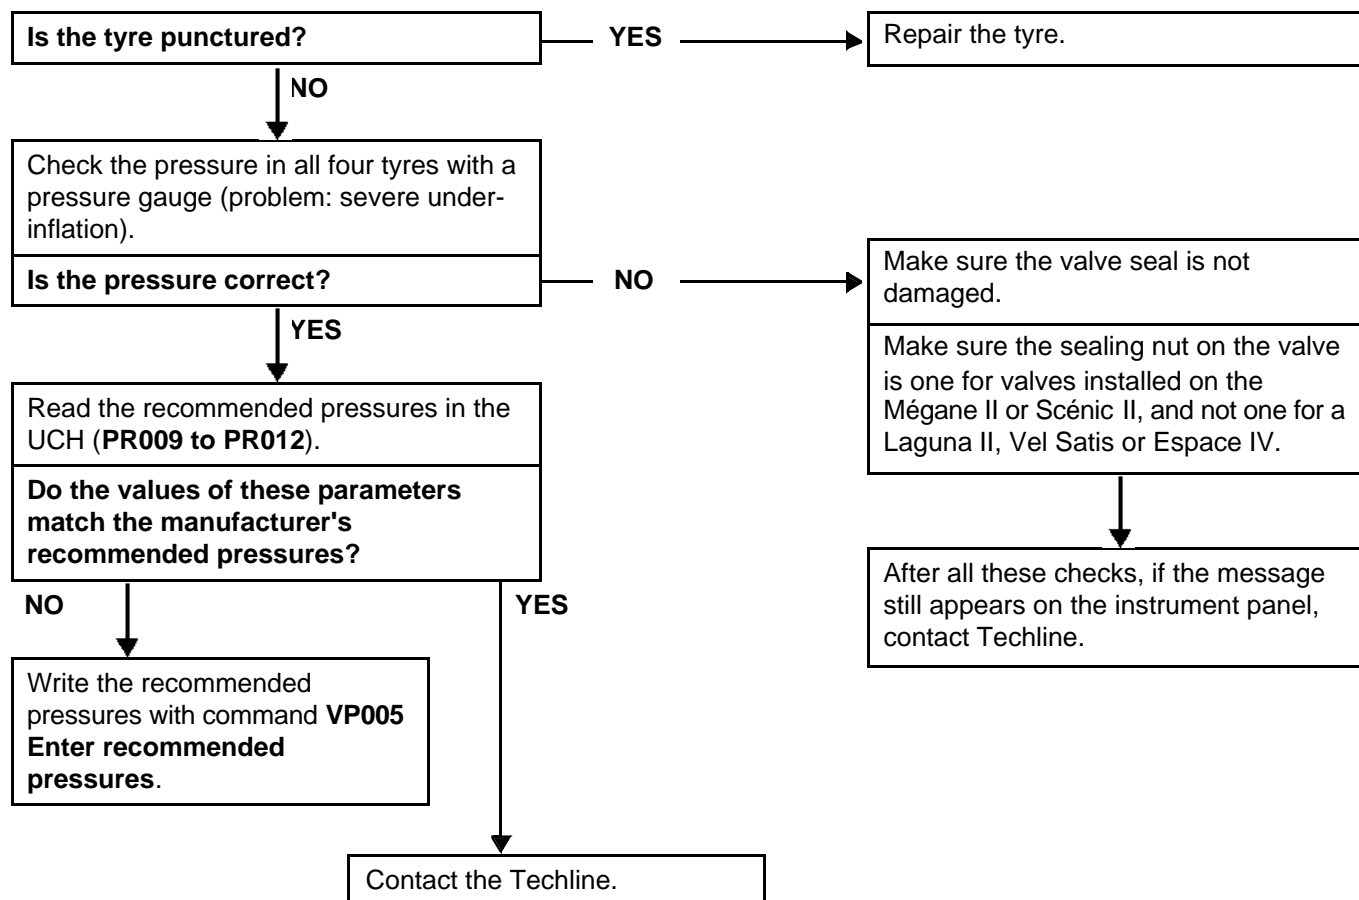 Is the tyre punctured?
YES
Repair the tyre.
NO
Check the pressure in all four tyres with a
pressure gauge (problem: severe under-
inflation).
Is the pressure correct?
NO
Make sure the valve seal is not
damaged.
Make sure the sealing nut on the valve
is one for valves installed on the
Mégane II or Scénic II, and not one for a
Laguna II, Vel Satis or Espace IV.
YES
Read the recommended pressures in the
UCH (PR009 to PR012).
Do the values of these parameters
match the manufacturer's
recommended pressures?
After all these checks, if the message
still appears on the instrument panel,
contact Techline.
NO
YES
Write the recommended
pressures with command VP005
Enter recommended
pressures.
Contact the Techline.